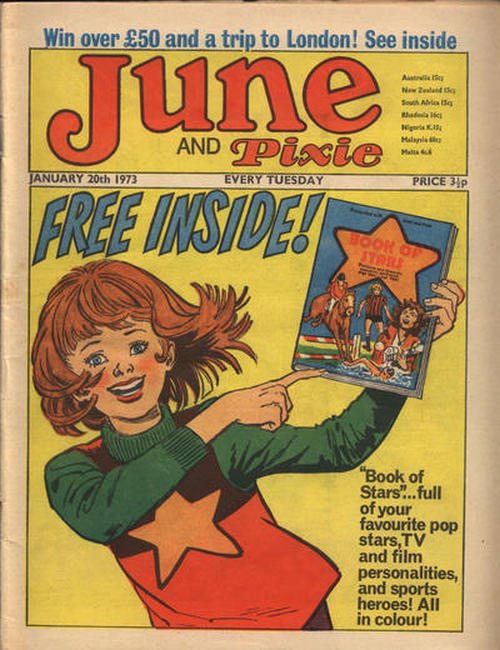 Win over £50 and a trip to London! See inside
June
AND Pixie
Australia 15c;
New Zealand 15c;
South Africa 15c;
Rhodesia 16c;
Nigeria K.15;
Malaysia 60c;
Malta 4c.6
JANUARY 20th 1973 EVERY TUESDAY PRICE 3½p
FREE INSIDE!
BOOK OF
STARS
"Book of
Stars"...full
of your
favourite pop
stars,TV
and film
personalities,
and sports
heroes! All
in colour!